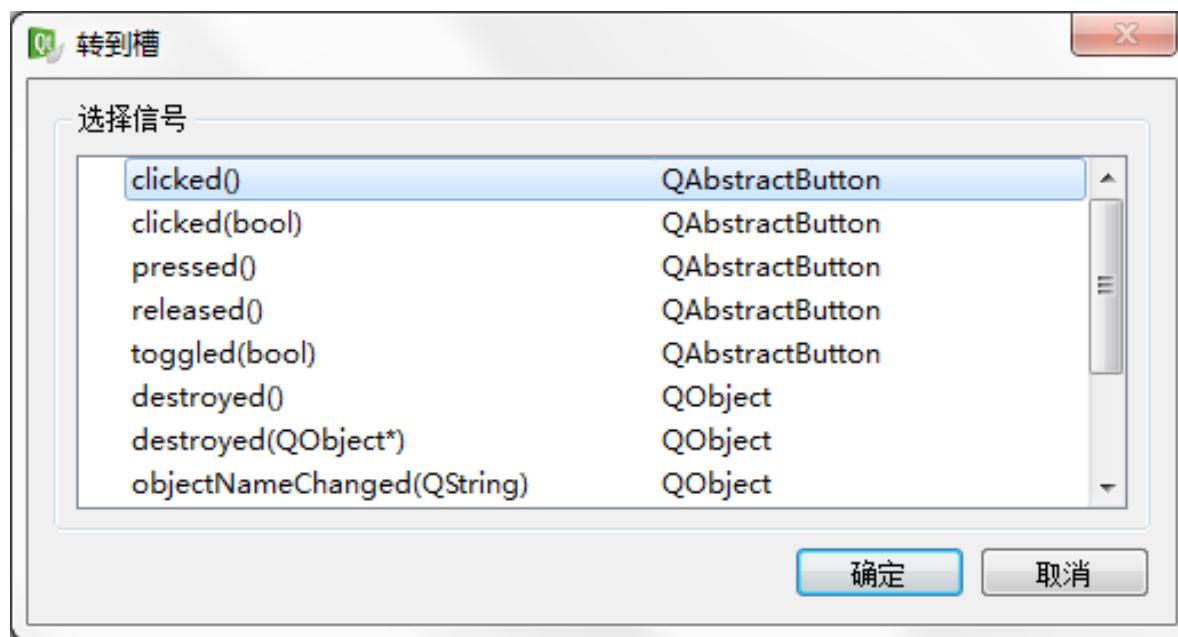 转到槽
选择信号
clicked() QAbstractButton
clicked(bool) QAbstractButton
pressed() QAbstractButton
released() QAbstractButton
toggled(bool) QAbstractButton
destroyed() QObject
destroyed(QObject*) QObject
objectNameChanged(QString) QObject
确定 取消